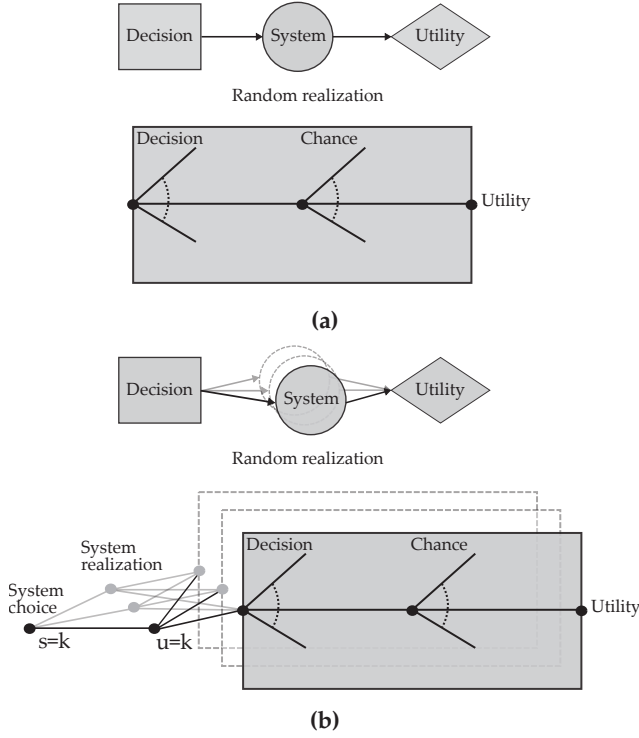 Decision
System
Utility
Random realization
Decision
Chance
Utility
(a)
Decision
System
Utility
Random realization
System
realization
Decision
Chance
System
choice
Utility
s=k
u=k
(b)